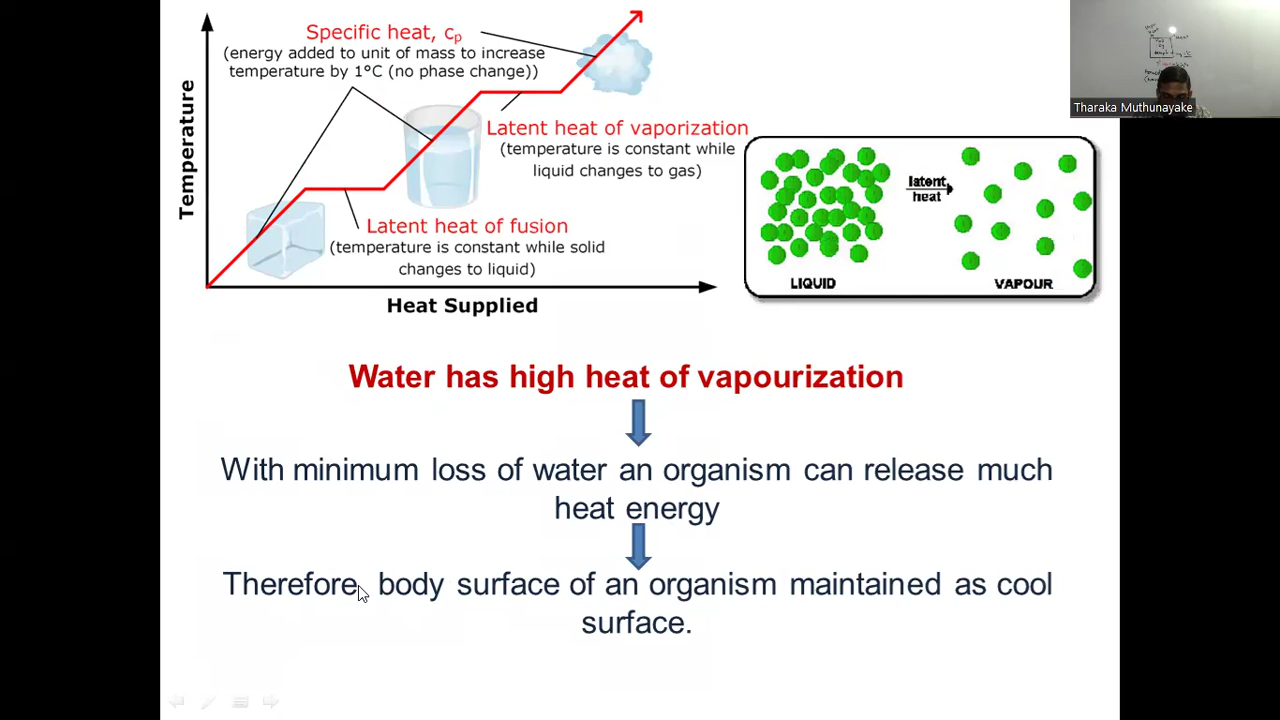 Specific heat, cp
(energy added to unit of mass to increase
temperature by 1°C (no phase change))
Temperature
Latent heat of vaporization
(temperature is constant while
liquid changes to gas)
Latent heat of fusion
(temperature is constant while solid
changes to liquid)
Heat Supplied
latent
heat
LIQUID
VAPOUR
Tharaka Muthunayake
Water has high heat of vapourization
With minimum loss of water an organism can release much
heat energy
Therefore, body surface of an organism maintained as cool
surface.